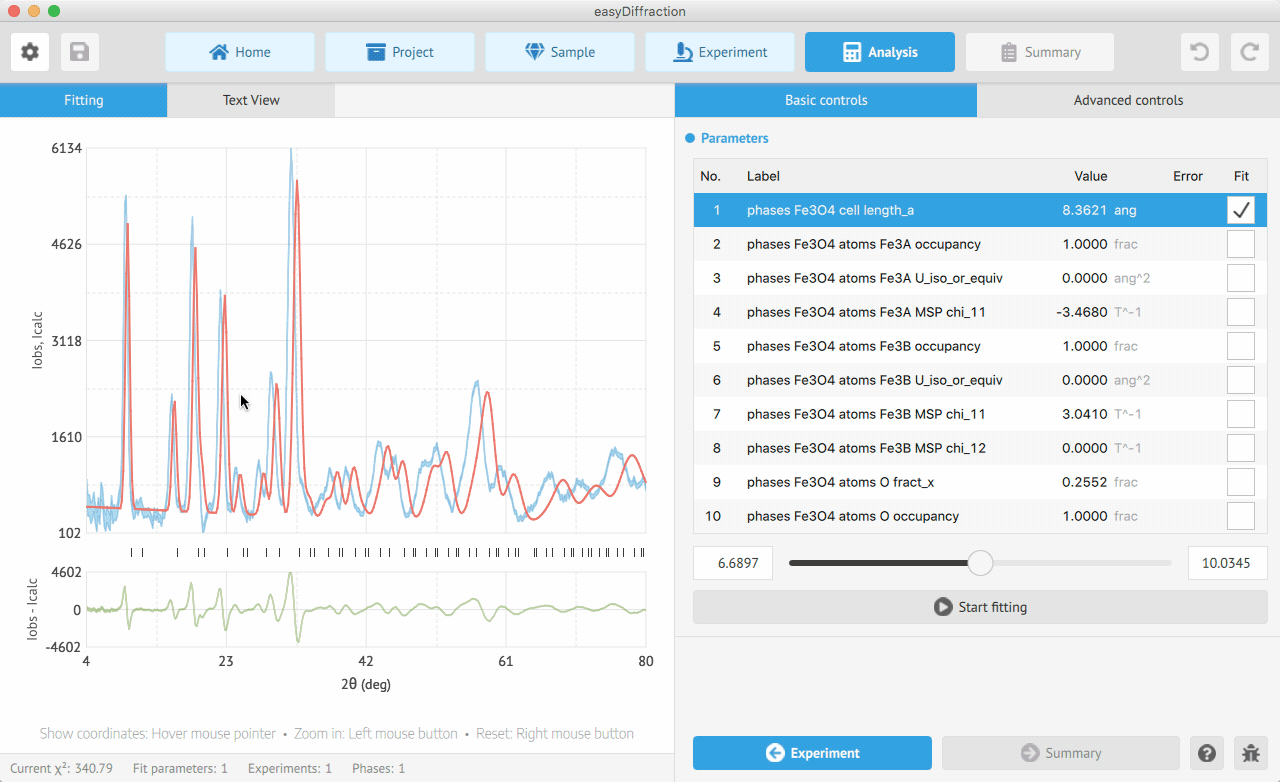 easyDiffraction
Home Project Sample Experiment Analysis Summary
Fitting Text View
Basic controls Advanced controls
Parameters
No. Label Value Error Fit
1 phases Fe3O4 cell length_a 8.3621 ang
2 phases Fe3O4 atoms Fe3A occupancy 1.0000 frac
3 phases Fe3O4 atoms Fe3A U_iso_or_equiv 0.0000 ang^2
4 phases Fe3O4 atoms Fe3A MSP chi_11 -3.4680 T^-1
5 phases Fe3O4 atoms Fe3B occupancy 1.0000 frac
6 phases Fe3O4 atoms Fe3B U_iso_or_equiv 0.0000 ang^2
7 phases Fe3O4 atoms Fe3B MSP chi_11 3.0410 T^-1
8 phases Fe3O4 atoms Fe3B MSP chi_12 0.0000 T^-1
9 phases Fe3O4 atoms O fract_x 0.2552 frac
10 phases Fe3O4 atoms O occupancy 1.0000 frac
6.6897 10.0345
Start fitting
6134
4626
3118
1610
102
Iobs, Icalc
4602
0
-4602
Iobs - Icalc
4 23 42 61 80
2θ (deg)
Show coordinates: Hover mouse pointer • Zoom in: Left mouse button • Reset: Right mouse button
Experiment Summary
Current χ²: 340.79 Fit parameters: 1 Experiments: 1 Phases: 1